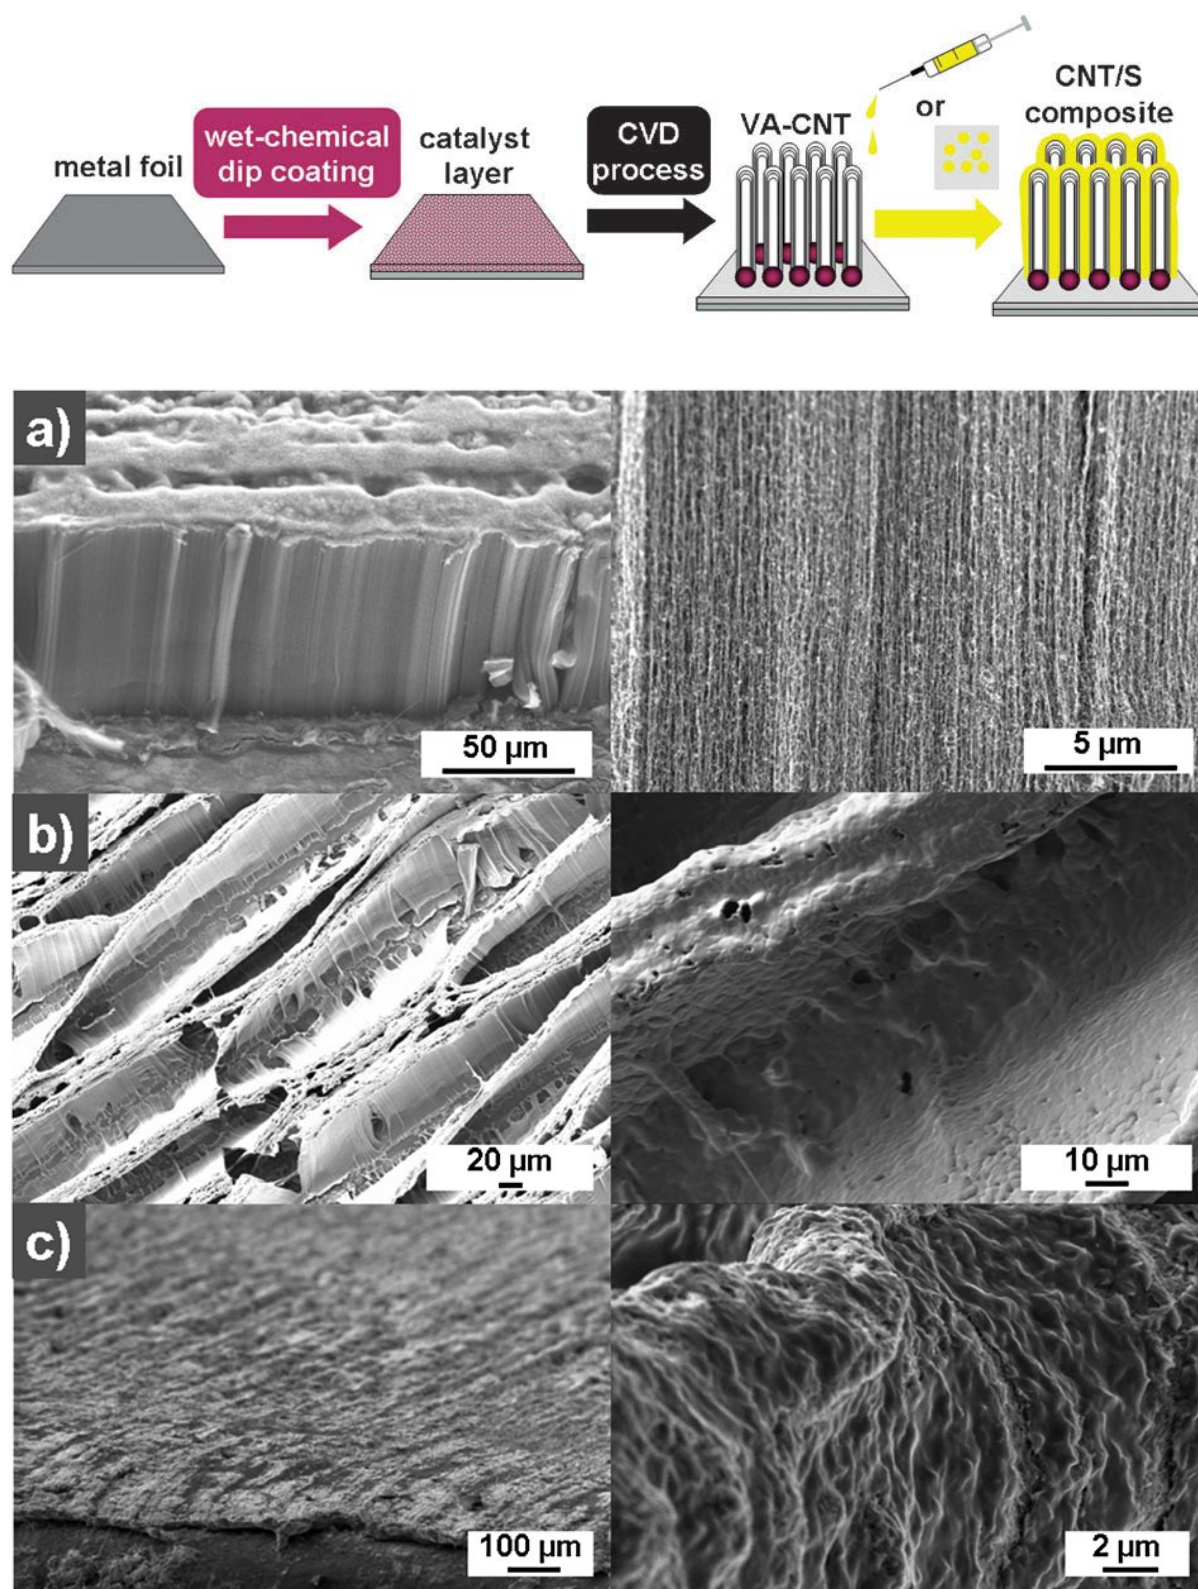 metal foil
wet-chemical
dip coating
catalyst
layer
CVD
process
VA-CNT
or
CNT/S
composite
a)
50 µm
5 µm
b)
20 µm
10 µm
c)
100 µm
2 µm